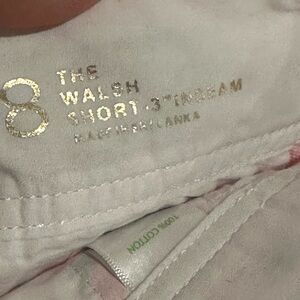 8
THE
WALSH
SHORT-3"INSEAM
MADE IN SRI LANKA
100% COTTON